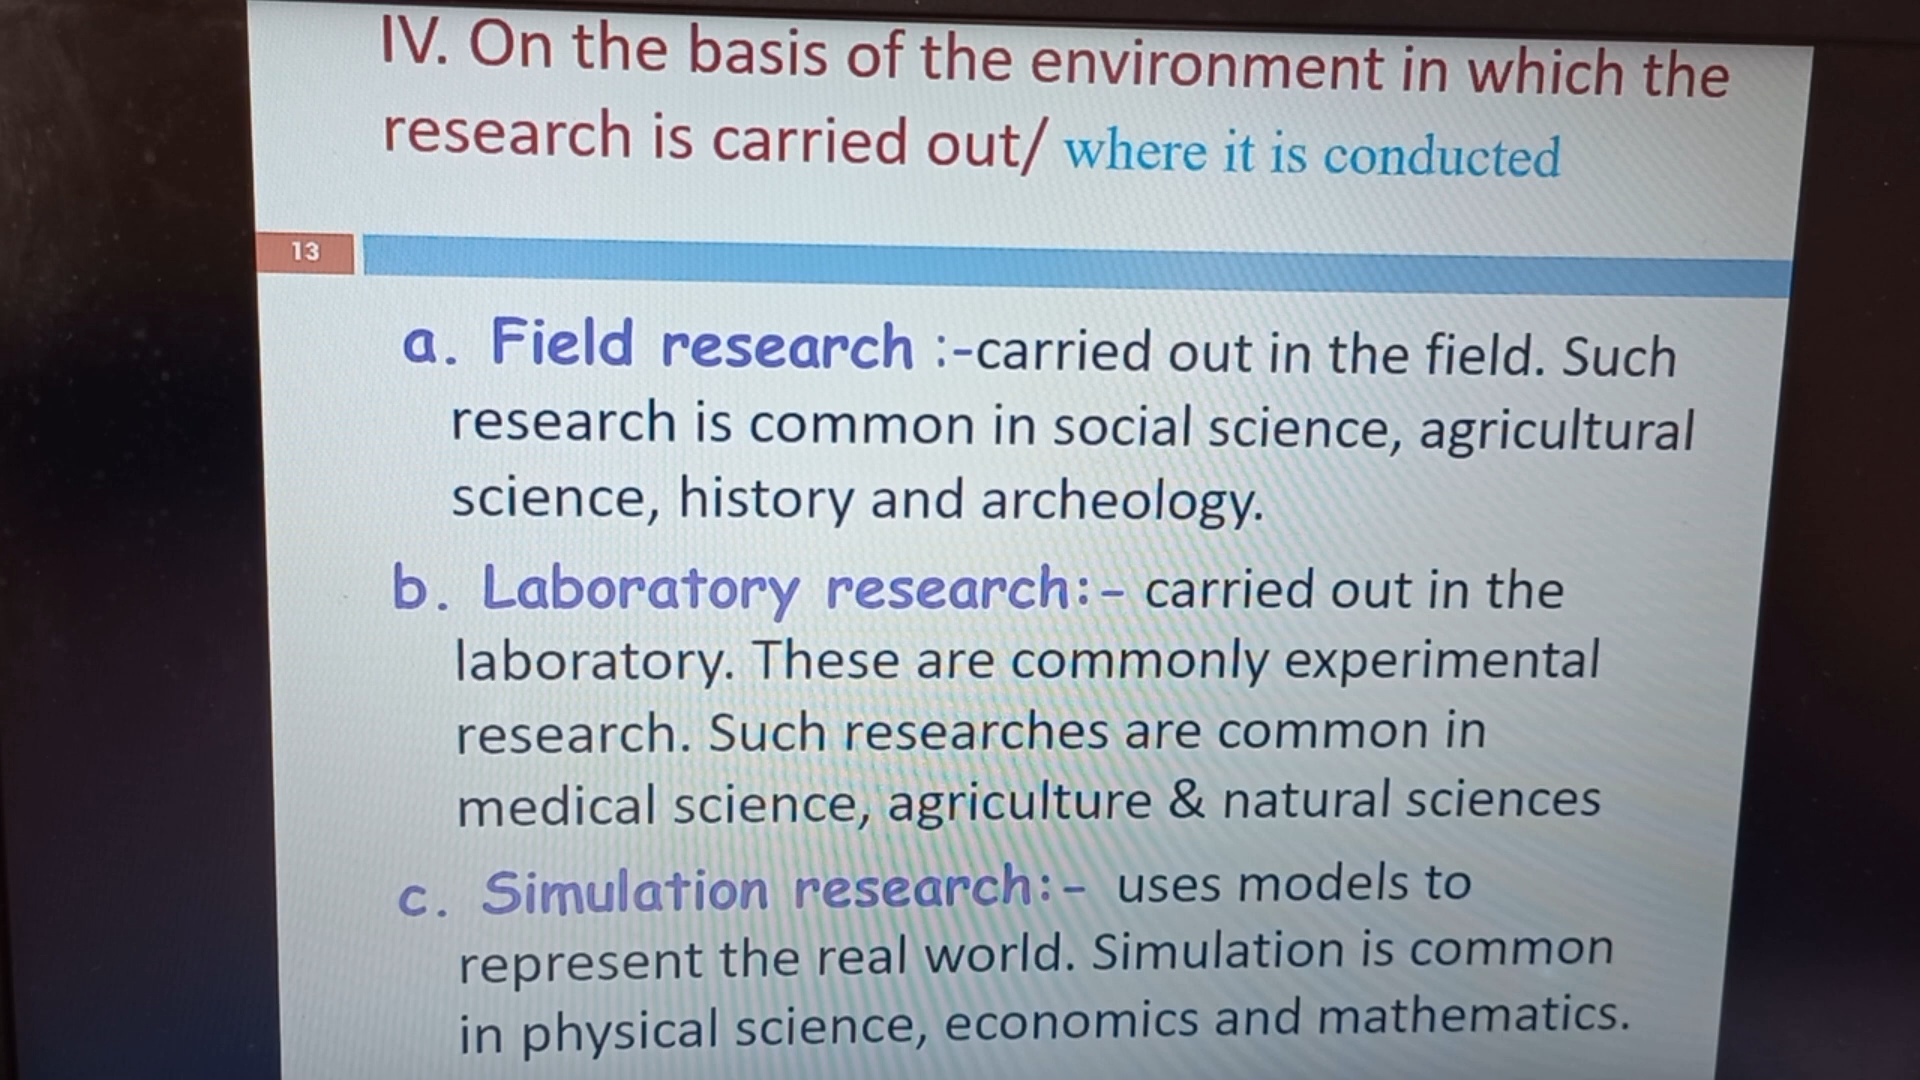 IV. On the basis of the environment in which the
research is carried out/ where it is conducted
13
a. Field research :-carried out in the field. Such
research is common in social science, agricultural
science, history and archeology.
b. Laboratory research:- carried out in the
laboratory. These are commonly experimental
research. Such researches are common in
medical science, agriculture & natural sciences
c. Simulation research:- uses models to
represent the real world. Simulation is common
in physical science, economics and mathematics.